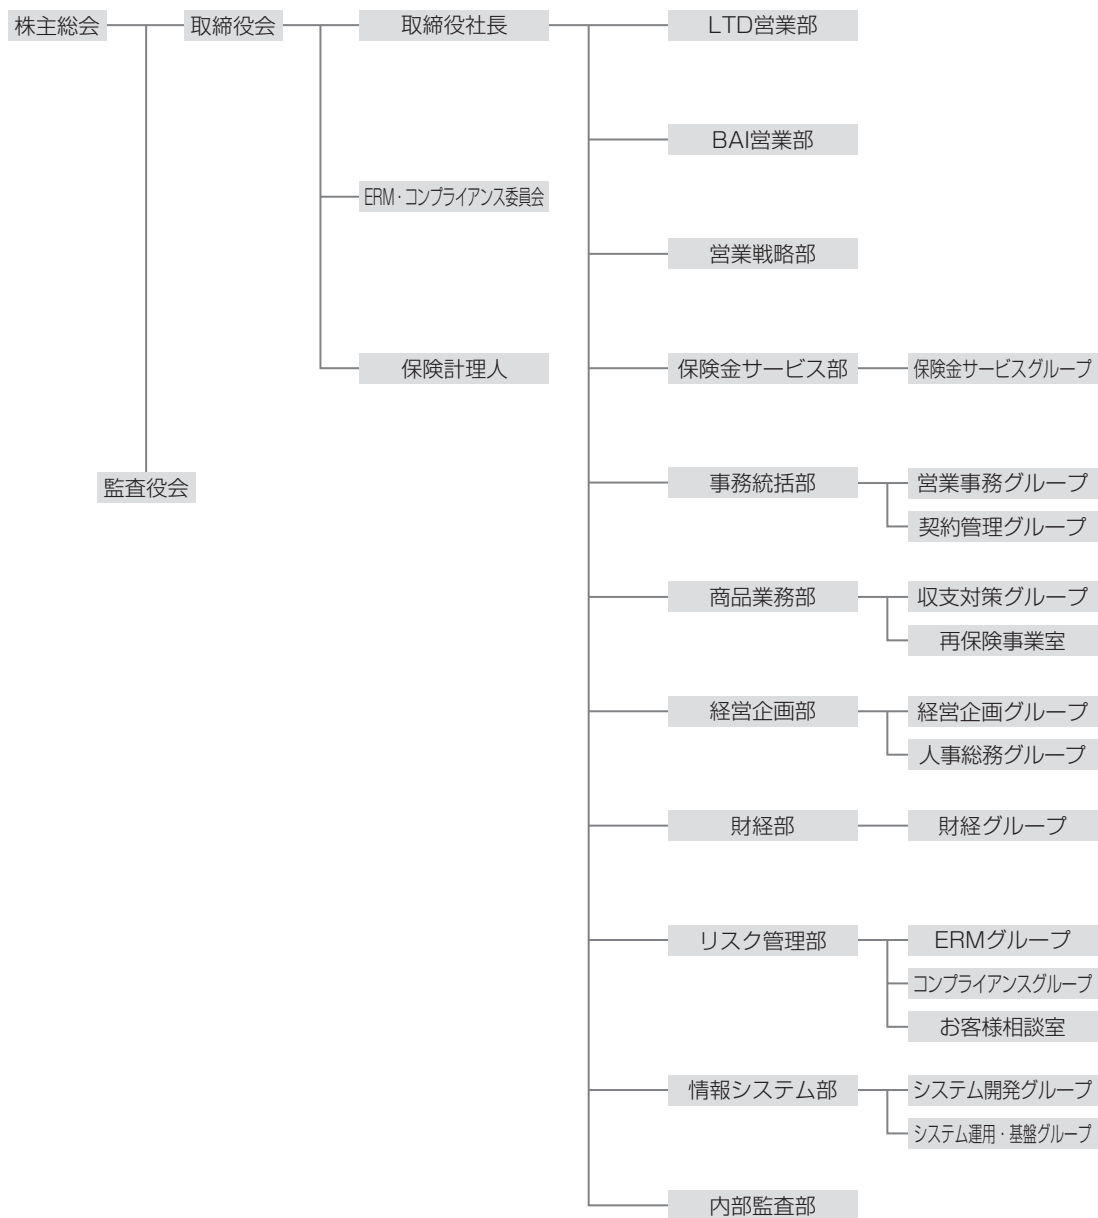 株主総会
取締役会
取締役社長
LTD営業部
BAI営業部
ERM・コンプライアンス委員会
営業戦略部
保険計理人
保険金サービス部
保険金サービスグループ
監査役会
事務統括部
営業事務グループ
契約管理グループ
商品業務部
収支対策グループ
再保険事業室
経営企画部
経営企画グループ
人事総務グループ
財経部
財経グループ
リスク管理部
ERMグループ
コンプライアンスグループ
お客様相談室
情報システム部
システム開発グループ
システム運用・基盤グループ
内部監査部